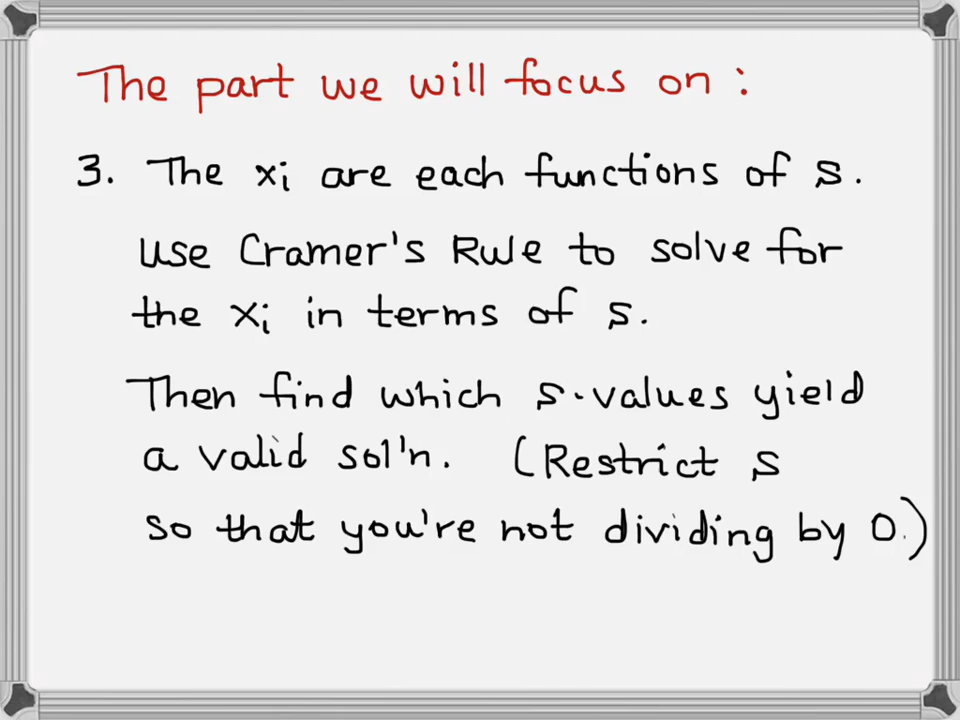 The part we will focus on :
3. The xi are each functions of s.
Use Cramer's Rule to solve for
the xi in terms of s.
Then find which s-values yield
a valid sol'n. (Restrict s
so that you're not dividing by 0.)